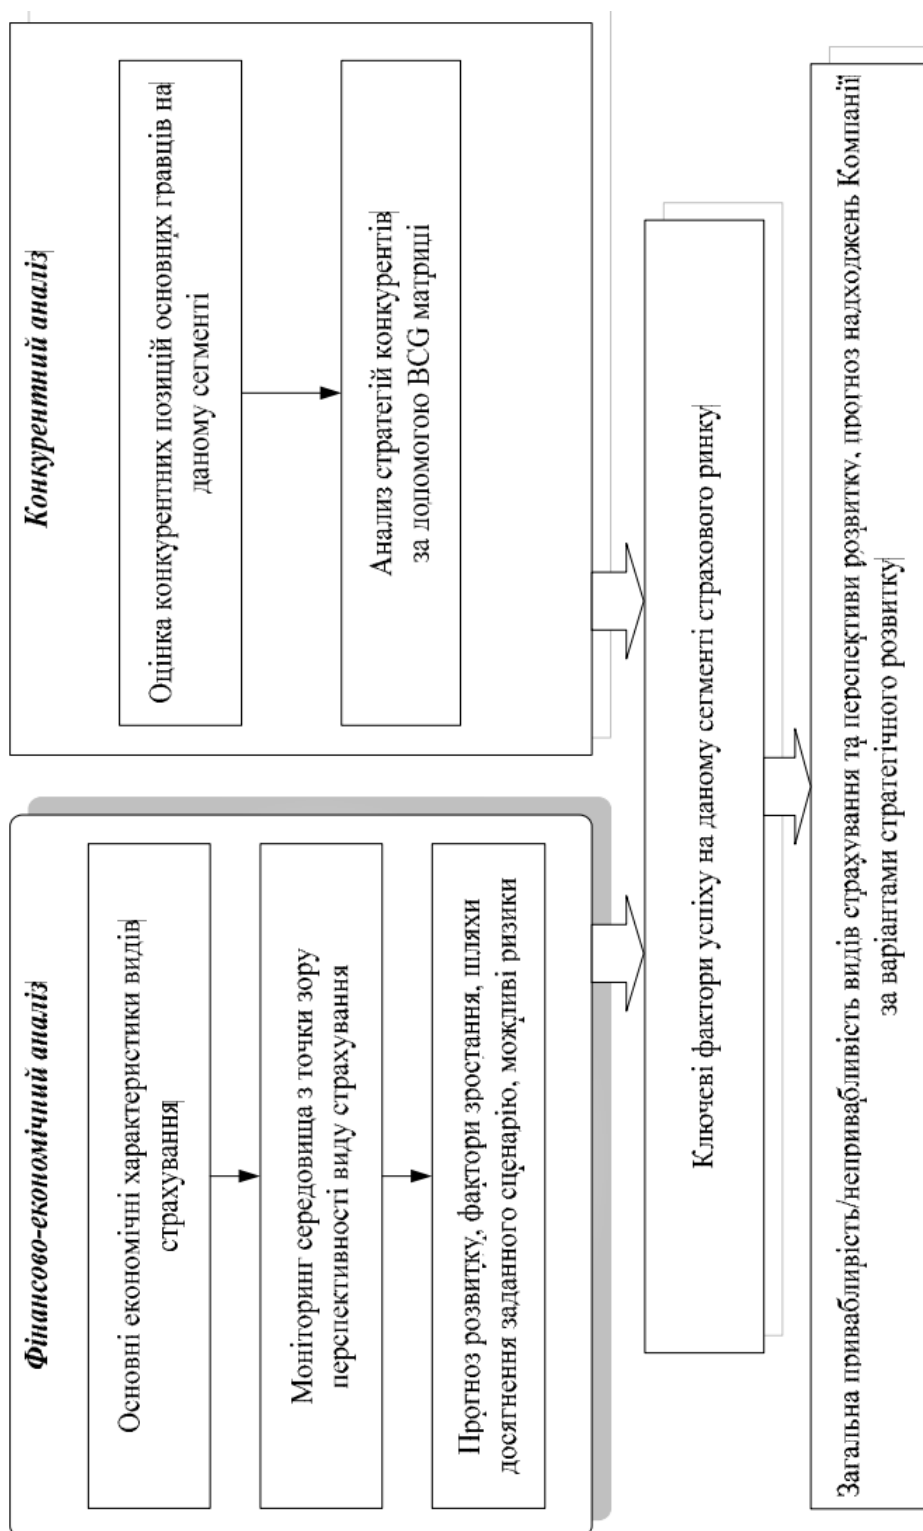 Фінансово-економічний аналіз
Основні економічні характеристики видів
страхування
Моніторинг середовища з точки зору
перспективності виду страхування
Прогноз розвитку, фактори зростання, шляхи
досягнення заданного сценарію, можливі ризики
Конкурентний аналіз
Оцінка конкурентних позицій основних гравців на
даному сегменті
Анализ стратегій конкурентів
за допомогою BCG матриці
Ключеві фактори успіху на даному сегменті страхового ринку
Загальна привабливість/непривабливість видів страхування та перспективи розвитку, прогноз надходжень Компанії
за варіантами стратегічного розвитку